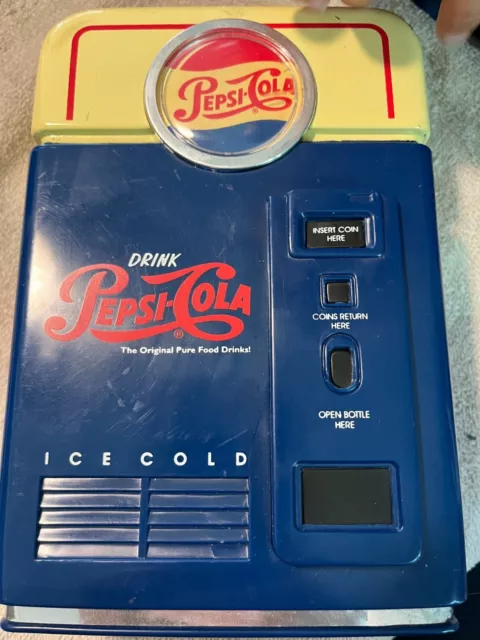 PEPSI-COLA
®
DRINK
PEPSI-COLA
®
The Original Pure Food Drinks!
ICE COLD
INSERT COIN
HERE
COINS RETURN
HERE
OPEN BOTTLE
HERE